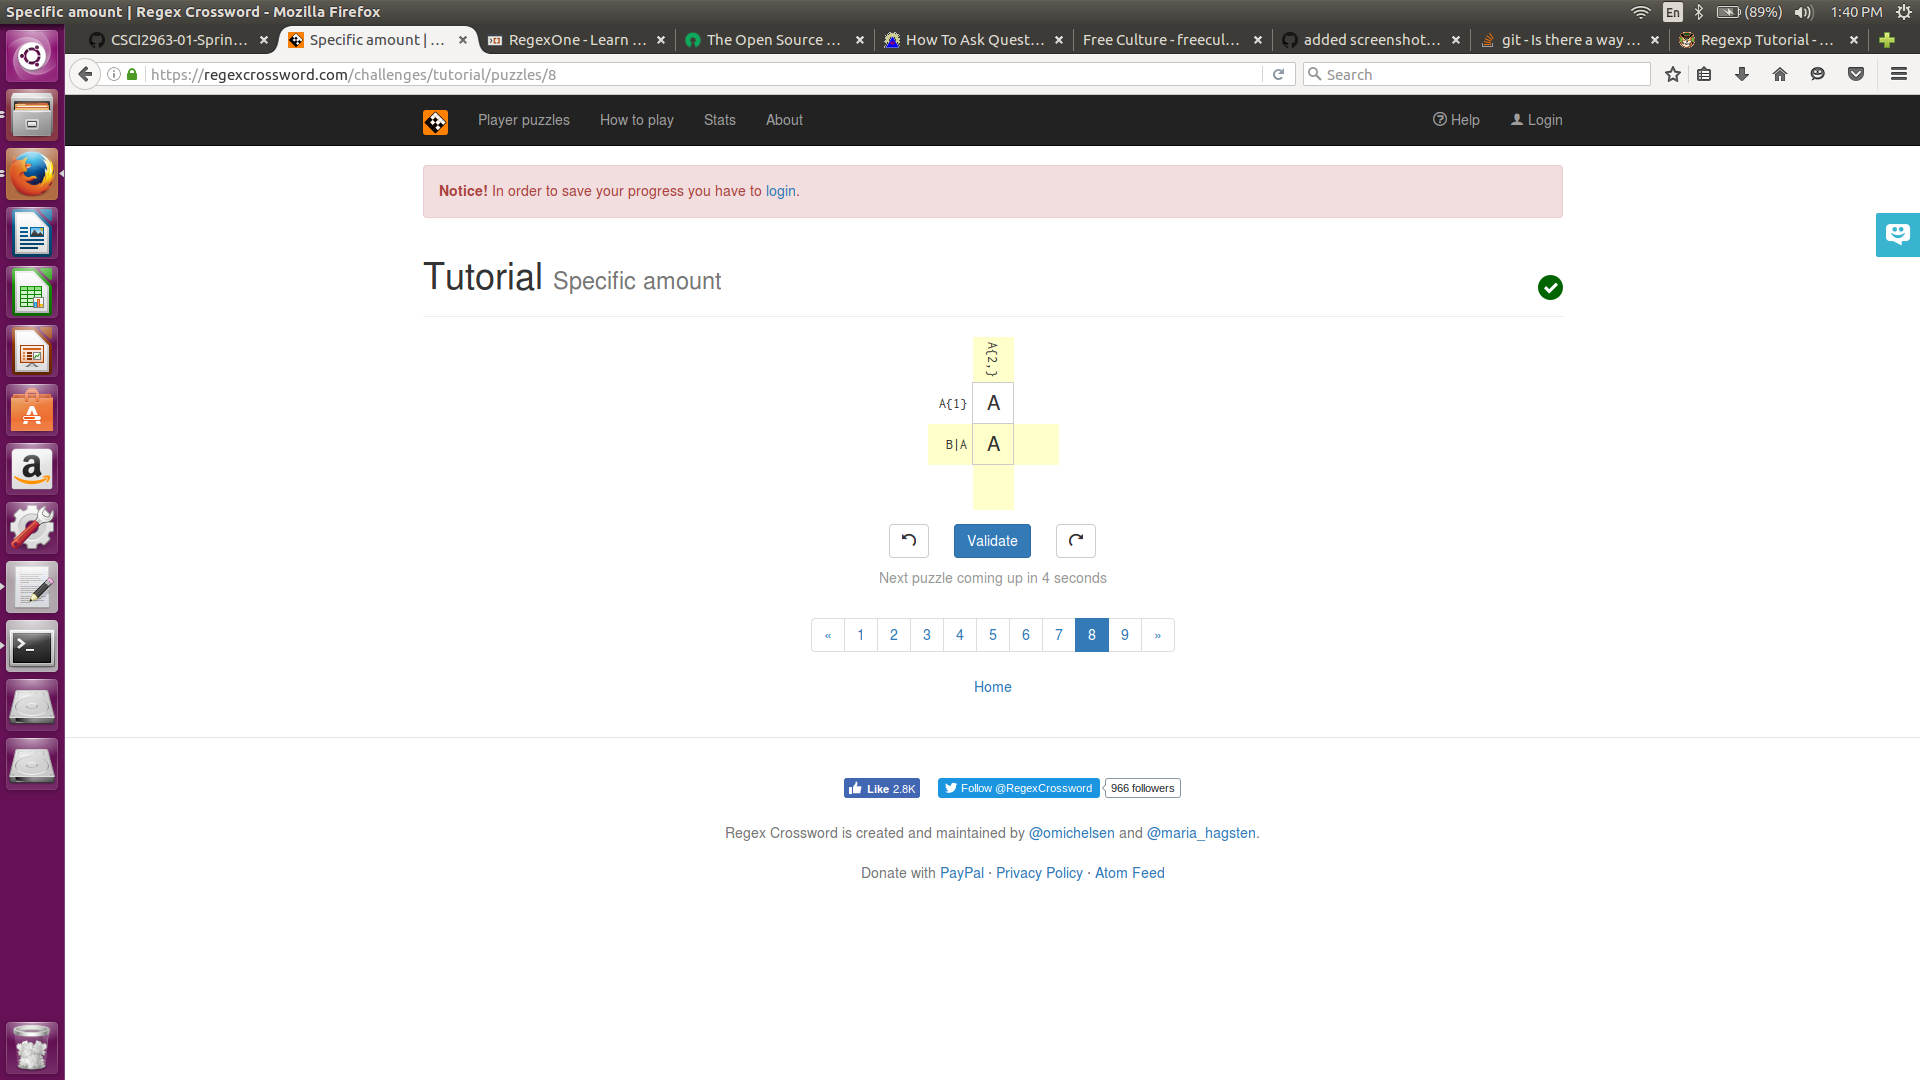 Specific amount | Regex Crossword - Mozilla Firefox
En (89%) 1:40 PM
CSCI2963-01-Sprin... × Specific amount | ... × RegexOne - Learn ... × The Open Source ... × How To Ask Quest... × Free Culture - freecul... × added screenshot... × git - Is there a way ... × Regexp Tutorial - ... ×
https://regexcrossword.com/challenges/tutorial/puzzles/8 Search
Player puzzles How to play Stats About Help Login
Notice! In order to save your progress you have to login.
Tutorial Specific amount
A{2,}
A{1} A
B|A A
Validate
Next puzzle coming up in 4 seconds
« 1 2 3 4 5 6 7 8 9 »
Home
Like 2.8K Follow @RegexCrossword 966 followers
Regex Crossword is created and maintained by @omichelsen and @maria_hagsten.
Donate with PayPal · Privacy Policy · Atom Feed